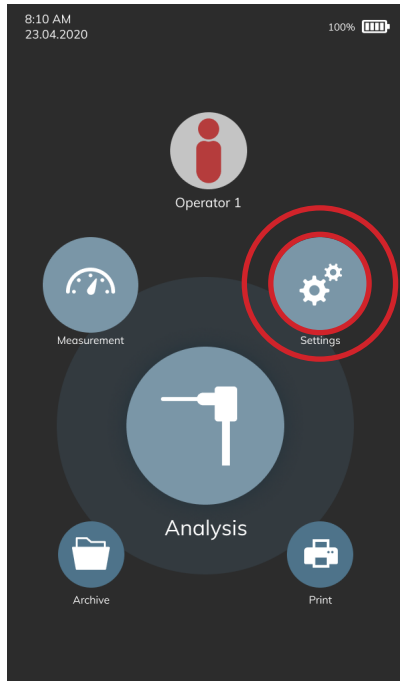 8:10 AM
23.04.2020
100%
Operator 1
Measurement
Settings
Analysis
Archive
Print